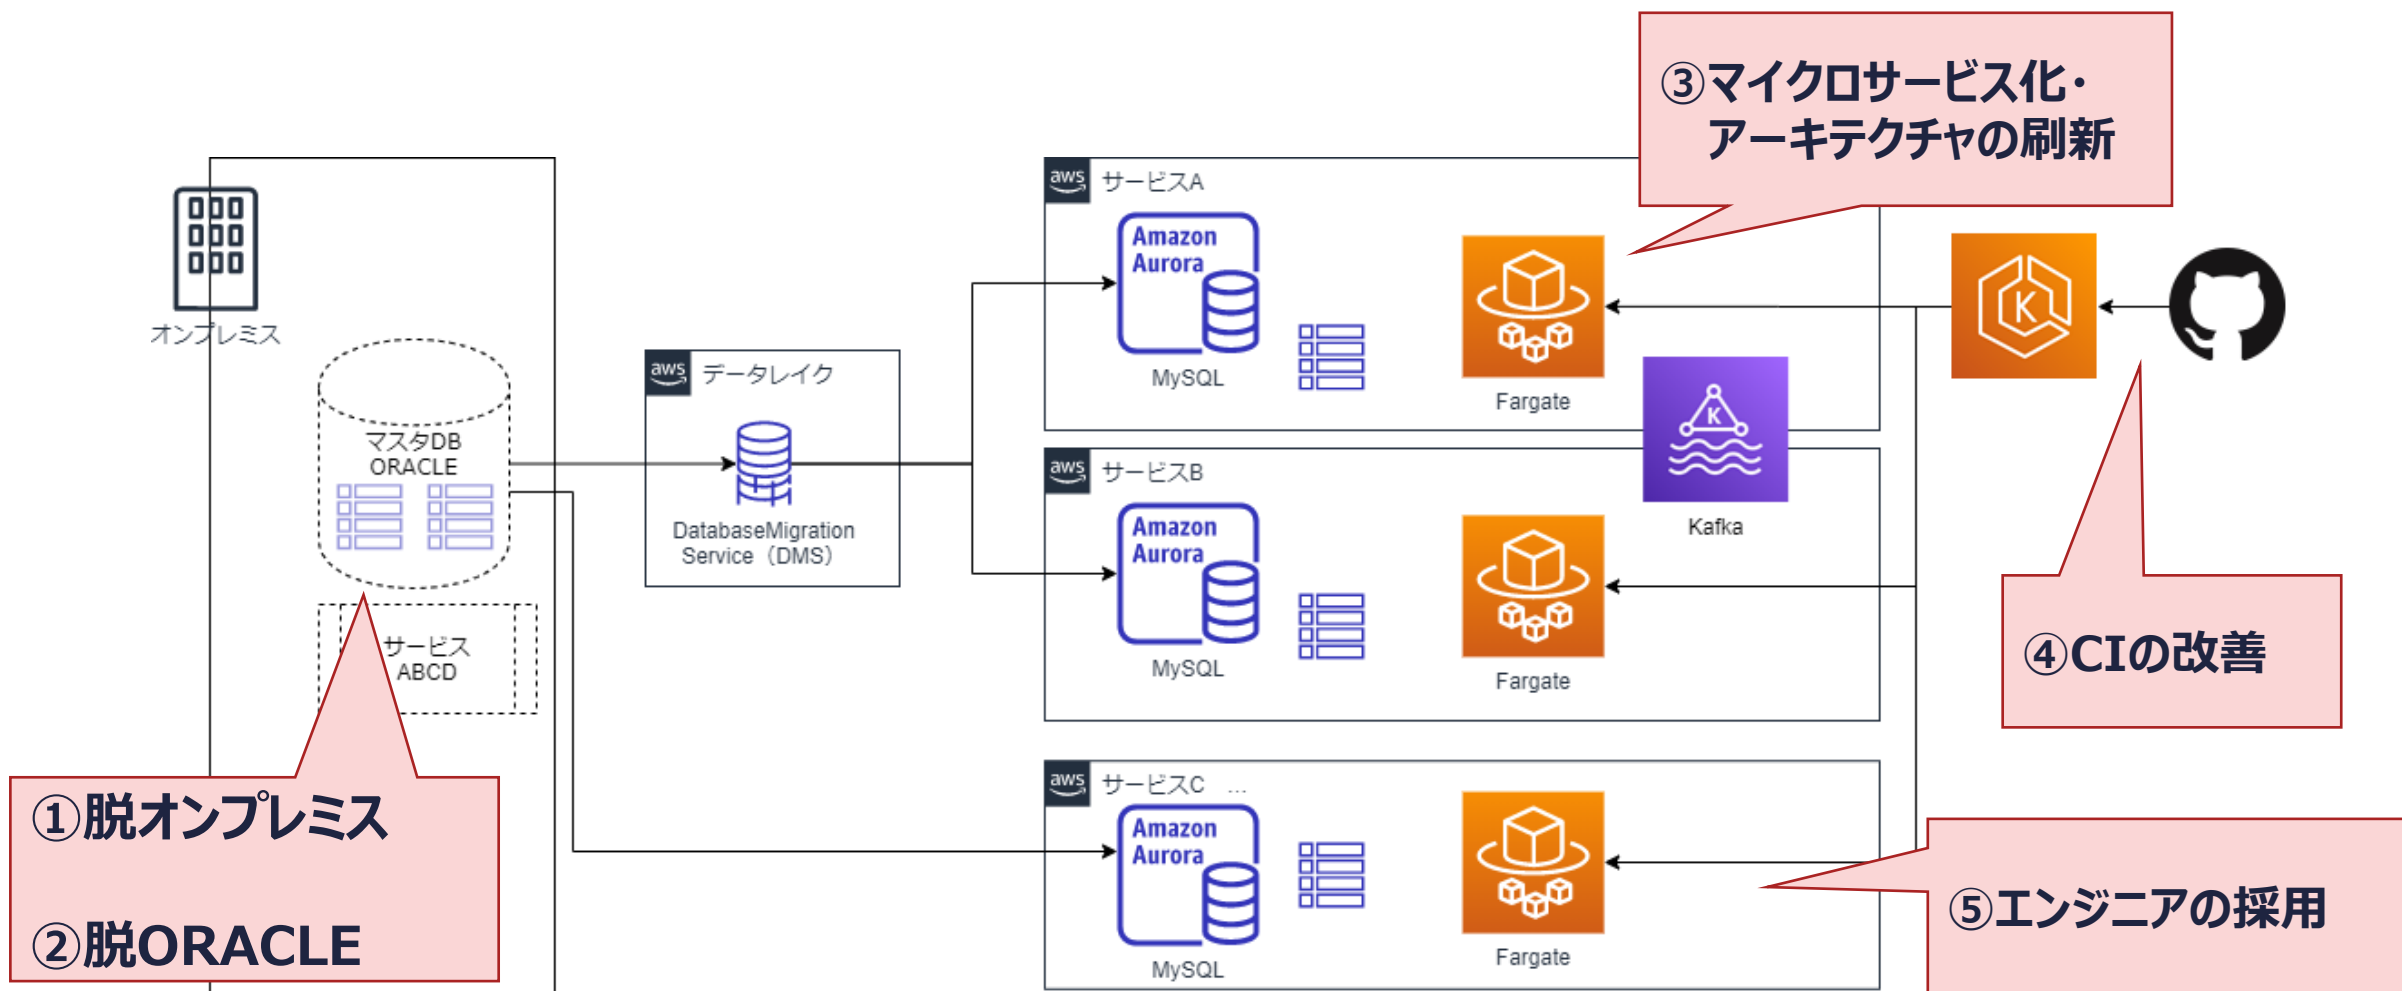 ③マイクロサービス化・
アーキテクチャの刷新
オンプレミス
マスタDB
ORACLE
サービス
ABCD
①脱オンプレミス
②脱ORACLE
aws データレイク
DatabaseMigration
Service（DMS）
aws サービスA
Amazon
Aurora
MySQL
Fargate
K
Kafka
K
aws サービスB
Amazon
Aurora
MySQL
Fargate
aws サービスC ...
Amazon
Aurora
MySQL
Fargate
④CIの改善
⑤エンジニアの採用